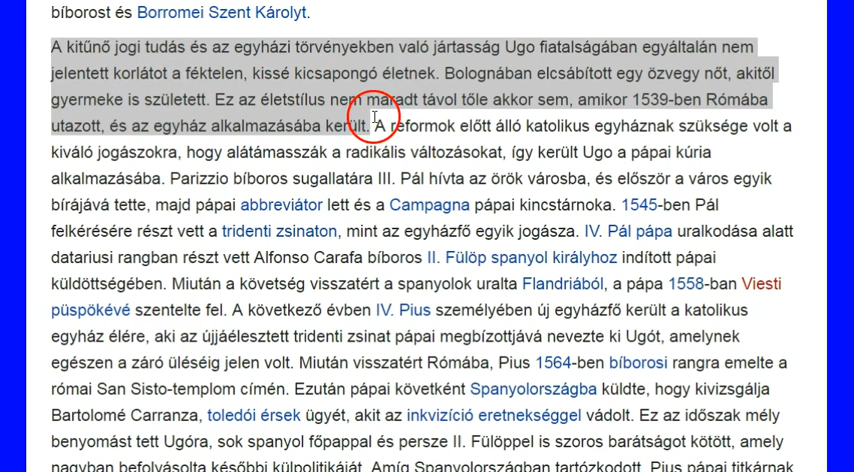 bíborost és Borromei Szent Károlyt.
A kitűnő jogi tudás és az egyházi törvényekben való jártasság Ugo fiatalságában egyáltalán nem
jelentett korlátot a féktelen, kissé kicsapongó életnek. Bolognában elcsábított egy özvegy nőt, akitől
gyermeke is született. Ez az életstílus nem maradt távol tőle akkor sem, amikor 1539-ben Rómába
utazott, és az egyház alkalmazásába került. A reformok előtt álló katolikus egyháznak szüksége volt a
kiváló jogászokra, hogy alátámasszák a radikális változásokat, így került Ugo a pápai kúria
alkalmazásába. Parizzio bíboros sugallatára III. Pál hívta az örök városba, és először a város egyik
bírájává tette, majd pápai abbreviátor lett és a Campagna pápai kincstárnoka. 1545-ben Pál
felkérésére részt vett a tridenti zsinaton, mint az egyházfő egyik jogásza. IV. Pál pápa uralkodása alatt
datariusi rangban részt vett Alfonso Carafa bíboros II. Fülöp spanyol királyhoz indított pápai
küldöttségében. Miután a követség visszatért a spanyolok uralta Flandriából, a pápa 1558-ban Viesti
püspökévé szentelte fel. A következő évben IV. Pius személyében új egyházfő került a katolikus
egyház élére, aki az újjáélesztett tridenti zsinat pápai megbízottjává nevezte ki Ugót, amelynek
egészen a záró üléséig jelen volt. Miután visszatért Rómába, Pius 1564-ben bíborosi rangra emelte a
római San Sisto-templom címén. Ezután pápai követként Spanyolországba küldte, hogy kivizsgálja
Bartolomé Carranza, toledói érsek ügyét, akit az inkvizíció eretnekséggel vádolt. Ez az időszak mély
benyomást tett Ugóra, sok spanyol főpappal és persze II. Fülöppel is szoros barátságot kötött, amely
nagyban befolyásolta későbbi külpolitikáját. Amíg Spanyolországban tartózkodott, Pius pápai titkárnak